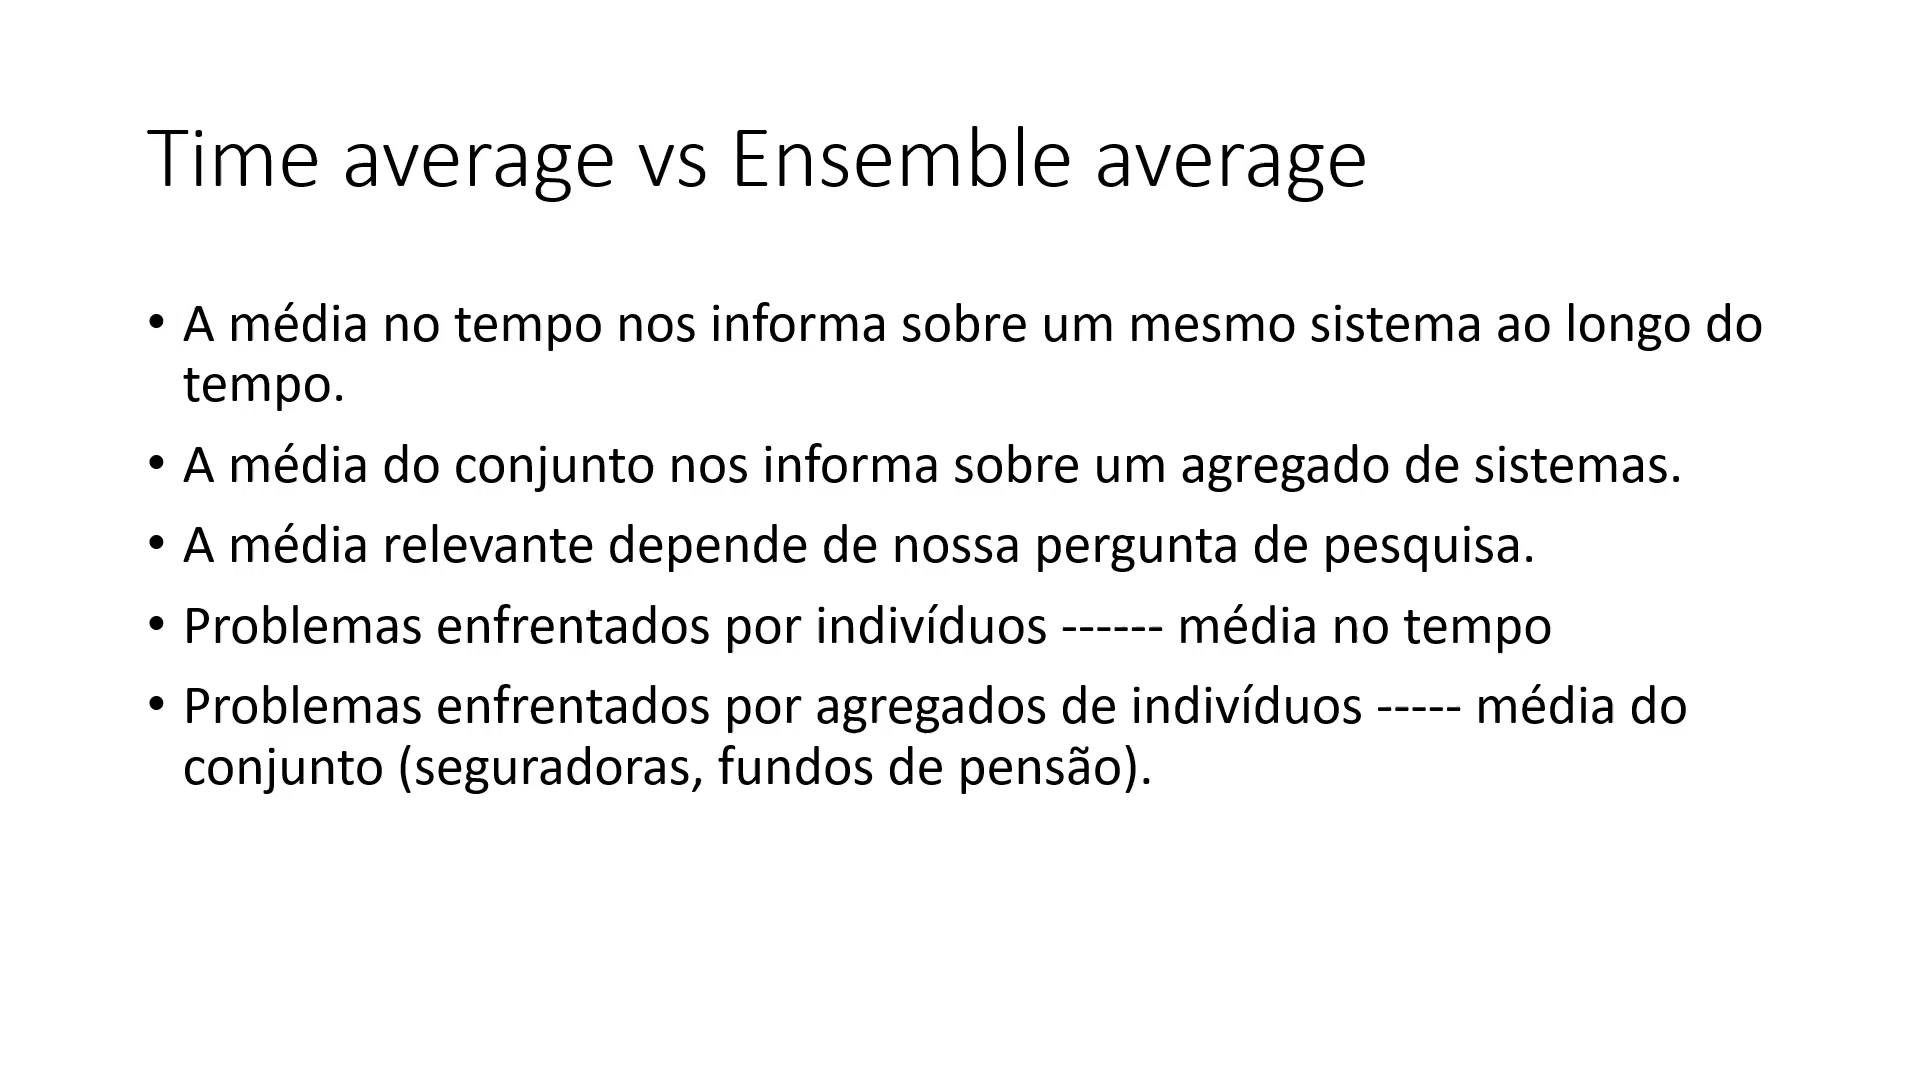 Time average vs Ensemble average
• A média no tempo nos informa sobre um mesmo sistema ao longo do
tempo.
• A média do conjunto nos informa sobre um agregado de sistemas.
• A média relevante depende de nossa pergunta de pesquisa.
• Problemas enfrentados por indivíduos ------ média no tempo
• Problemas enfrentados por agregados de indivíduos ----- média do
conjunto (seguradoras, fundos de pensão).